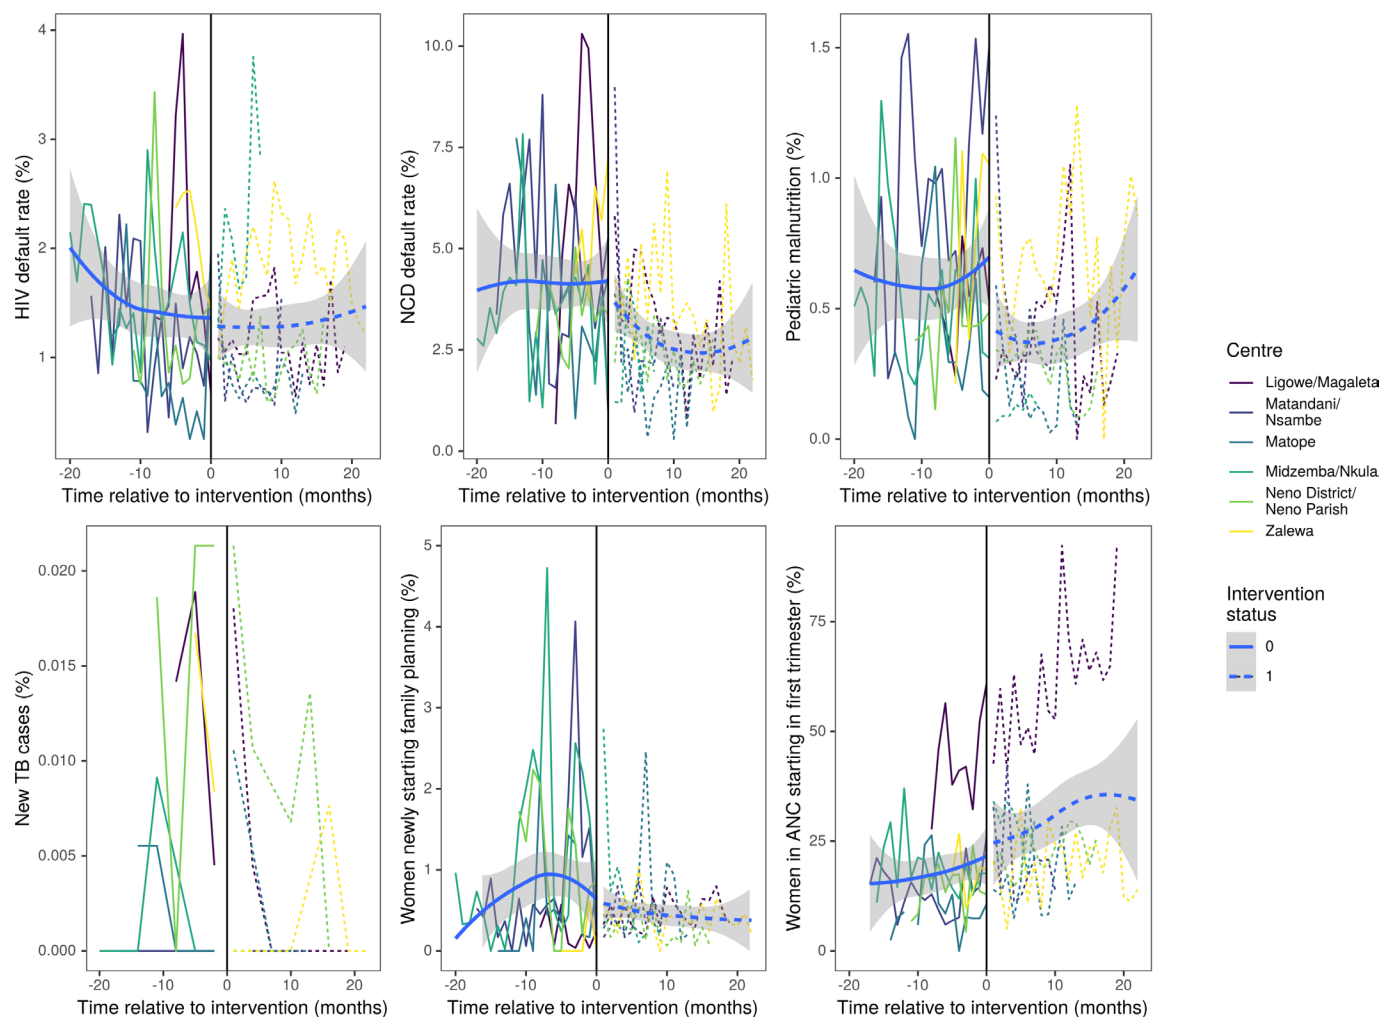 HIV default rate (%)
4
3
2
1
-20 -10 0 10 20
Time relative to intervention (months)
NCD default rate (%)
10.0
7.5
5.0
2.5
0.0
-20 -10 0 10 20
Time relative to intervention (months)
Pediatric malnutrition (%)
1.5
1.0
0.5
0.0
-20 -10 0 10 20
Time relative to intervention (months)
New TB cases (%)
0.020
0.015
0.010
0.005
0.000
-20 -10 0 10 20
Time relative to intervention (months)
Women newly starting family planning (%)
5
4
3
2
1
0
-20 -10 0 10 20
Time relative to intervention (months)
Women in ANC starting in first trimester (%)
75
50
25
0
-20 -10 0 10 20
Time relative to intervention (months)
Centre
Ligowe/Magaleta
Matandani/
Nsambe
Matope
Midzemba/Nkula
Neno District/
Neno Parish
Zalewa
Intervention
status
0
1